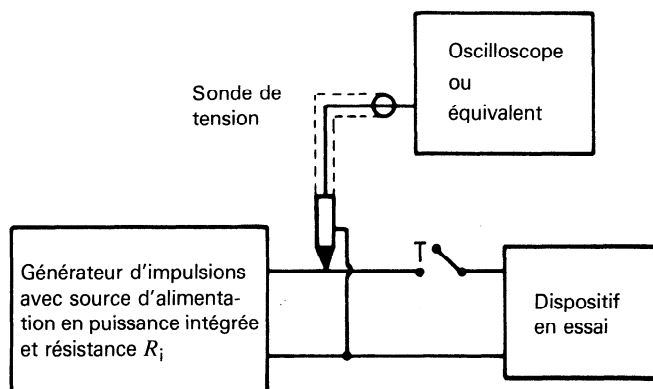 Oscilloscope
ou
équivalent
Sonde de
tension
T
Générateur d'impulsions
avec source d'alimenta-
tion en puissance intégrée
et résistance Ri
Dispositif
en essai